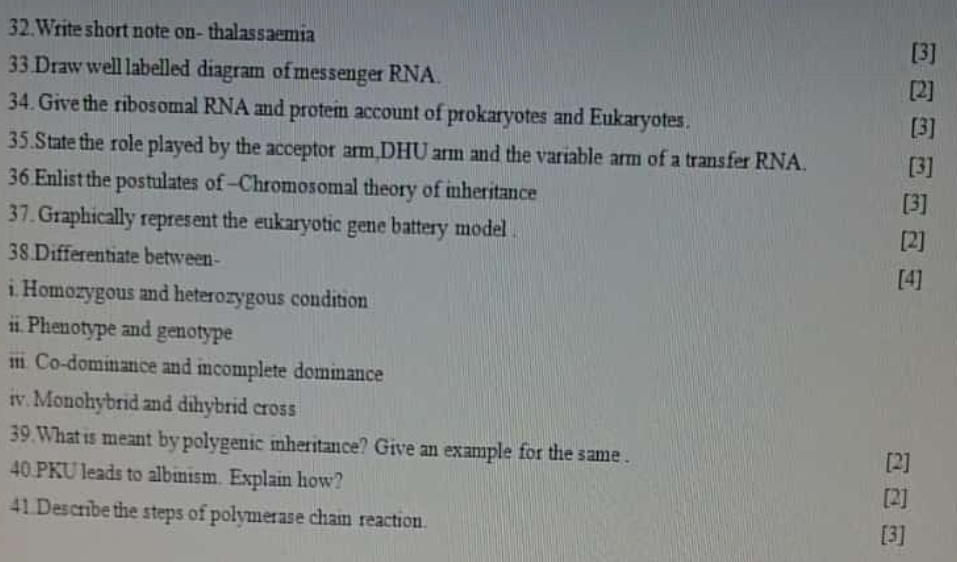 32.Write short note on- thalassaemia
[3]
33.Draw well labelled diagram of messenger RNA.
[2]
34. Give the ribosomal RNA and protein account of prokaryotes and Eukaryotes.
[3]
35.State the role played by the acceptor arm,DHU arm and the variable arm of a transfer RNA.
[3]
36.Enlist the postulates of –Chromosomal theory of inheritance
[3]
37. Graphically represent the eukaryotic gene battery model .
[2]
38.Differentiate between-
[4]
i. Homozygous and heterozygous condition
ii. Phenotype and genotype
iii. Co-dominance and incomplete dominance
iv. Monohybrid and dihybrid cross
39.What is meant by polygenic inheritance? Give an example for the same .
[2]
40.PKU leads to albinism. Explain how?
[2]
41.Describe the steps of polymerase chain reaction.
[3]